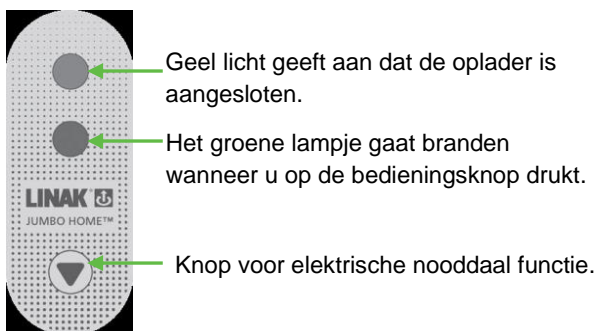 Geel licht geeft aan dat de oplader is
aangesloten.
Het groene lampje gaat branden
wanneer u op de bedieningsknop drukt.
LINAK
JUMBO HOME™
Knop voor elektrische nooddaal functie.